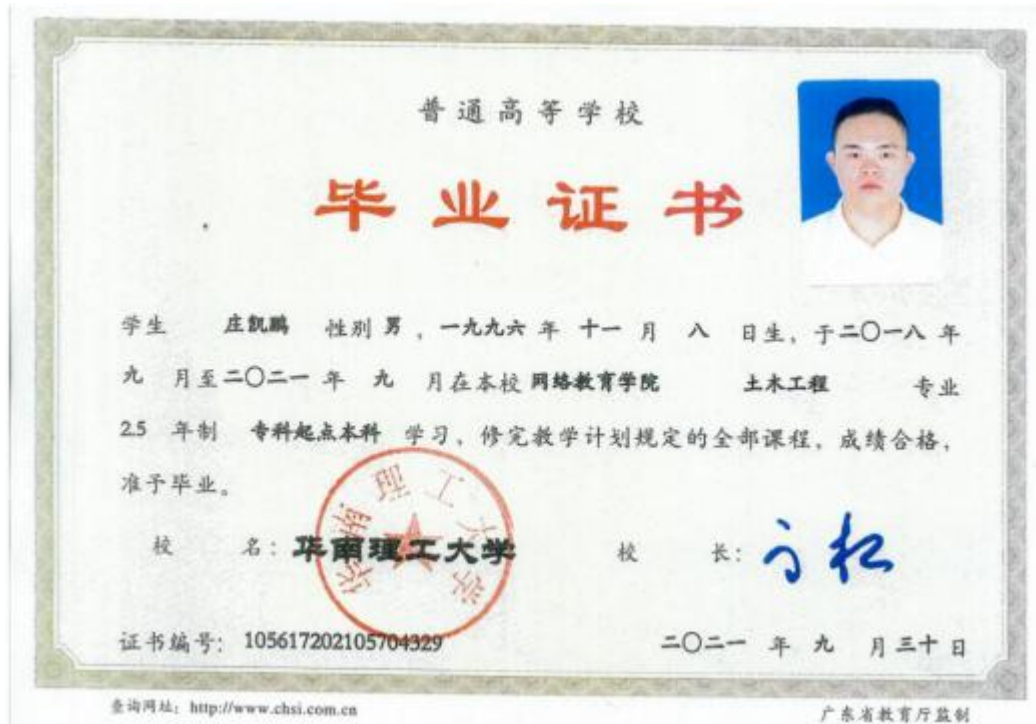 普通高等学校
毕业证书
学生 庄凯鹏 性别 男 ，一九九六 年 十一 月 八 日生，于二〇一八 年
九 月至二〇二一 年 九 月在本校 网络教育学院 土木工程 专业
2.5 年制 专科起点本科 学习，修完教学计划规定的全部课程，成绩合格，
准予毕业。
华南理工大学
校 名：华南理工大学 校 长：
证书编号：105617202105704329 二〇二一 年 九 月 三十 日
查询网址：http://www.chsi.com.cn 广东省教育厅监制